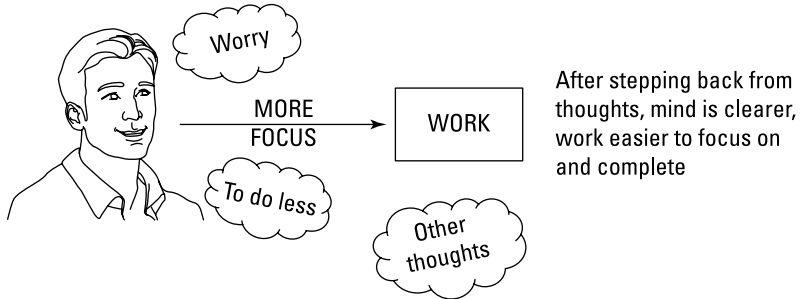 Worry
MORE
FOCUS
WORK
After stepping back from
thoughts, mind is clearer,
work easier to focus on
and complete
To do less
Other
thoughts